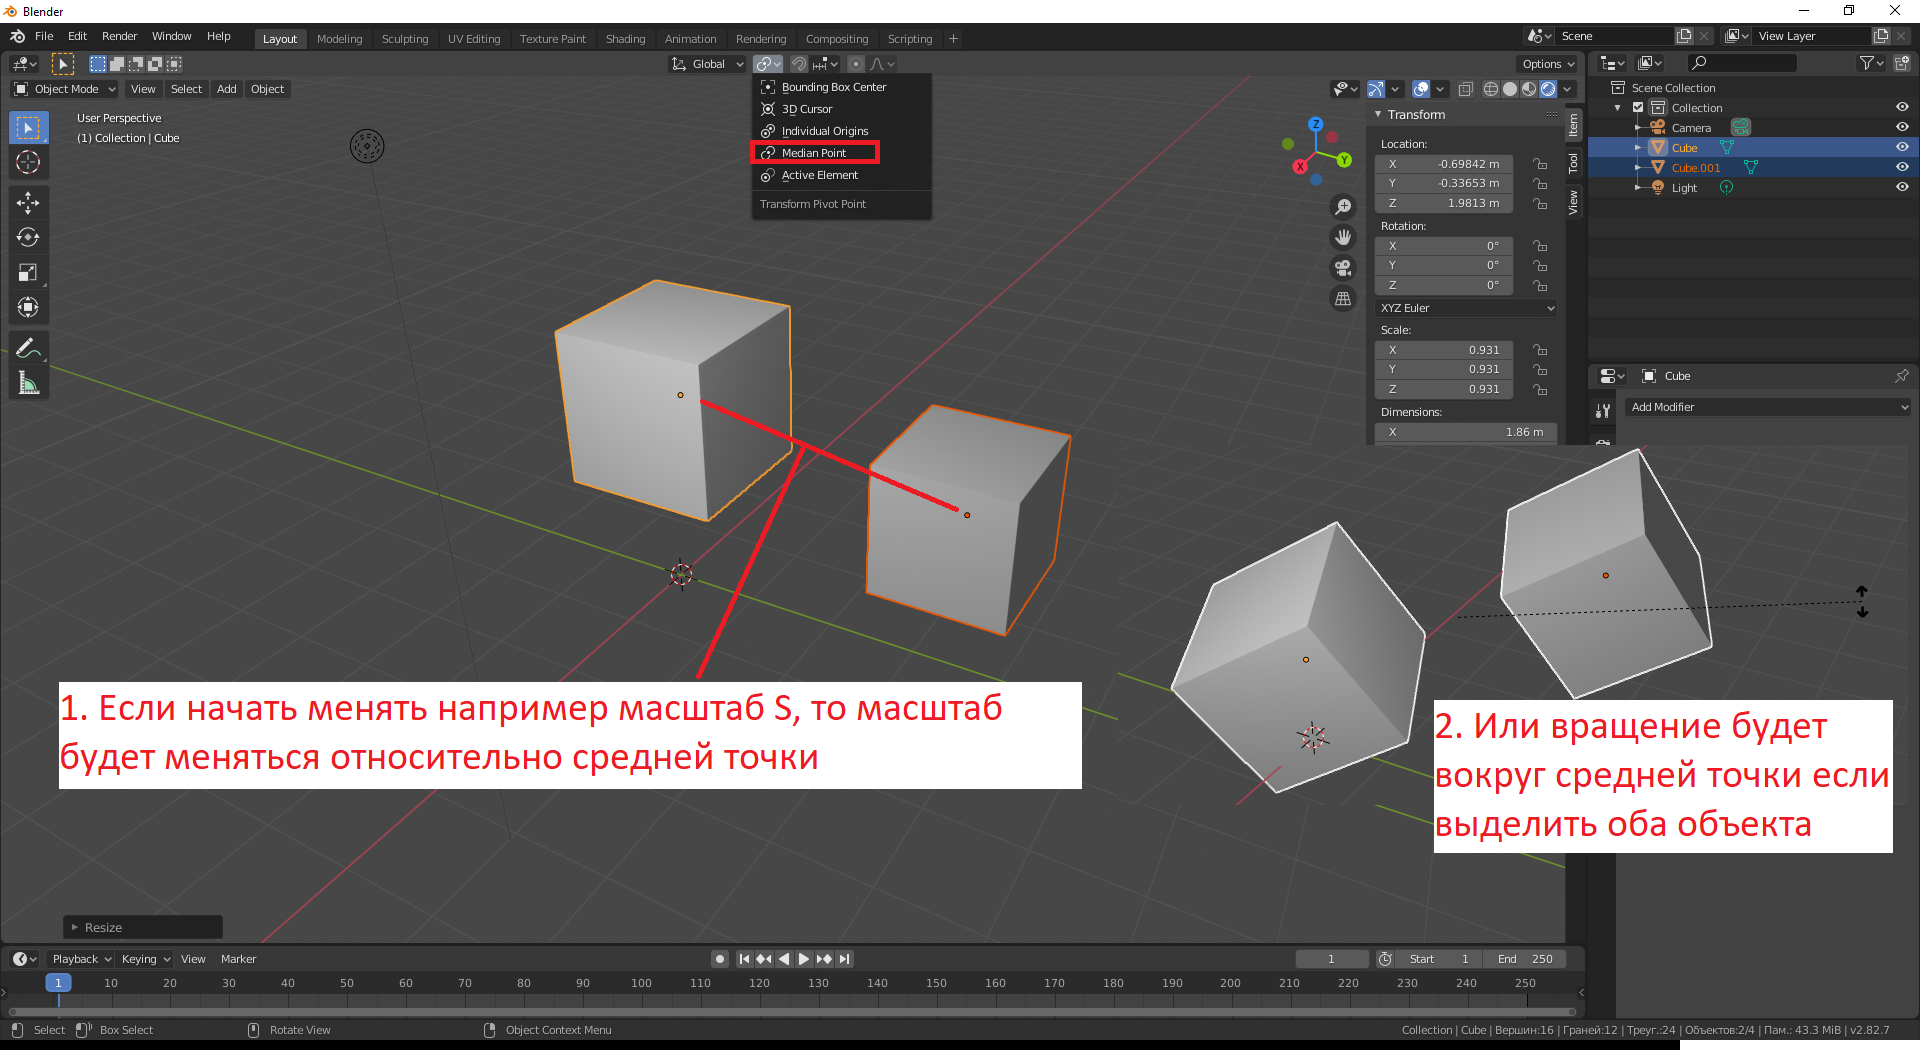 Blender
File Edit Render Window Help
Layout Modeling Sculpting UV Editing Texture Paint Shading Animation Rendering Compositing Scripting +
Scene
View Layer
Global
Options
Object Mode View Select Add Object
User Perspective
(1) Collection | Cube
Bounding Box Center
3D Cursor
Individual Origins
Median Point
Active Element
Transform Pivot Point
Z
Y
X
Transform
Location:
X -0.69842 m
Y -0.33653 m
Z 1.9813 m
Rotation:
X 0°
Y 0°
Z 0°
XYZ Euler
Scale:
X 0.931
Y 0.931
Z 0.931
Dimensions:
X 1.86 m
Item
Tool
View
Scene Collection
Collection
Camera
Cube
Cube.001
Light
Cube
Add Modifier
1. Если начать менять например масштаб S, то масштаб
будет меняться относительно средней точки
2. Или вращение будет
вокруг средней точки если
выделить оба объекта
Resize
Playback Keying View Marker
1 Start 1 End 250
1 10 20 30 40 50 60 70 80 90 100 110 120 130 140 150 160 170 180 190 200 210 220 230 240 250
Select Box Select Rotate View Object Context Menu
Collection | Cube | Вершин:16 | Граней:12 | Треуг.:24 | Объектов:2/4 | Пам.: 43.3 MiB | v2.82.7